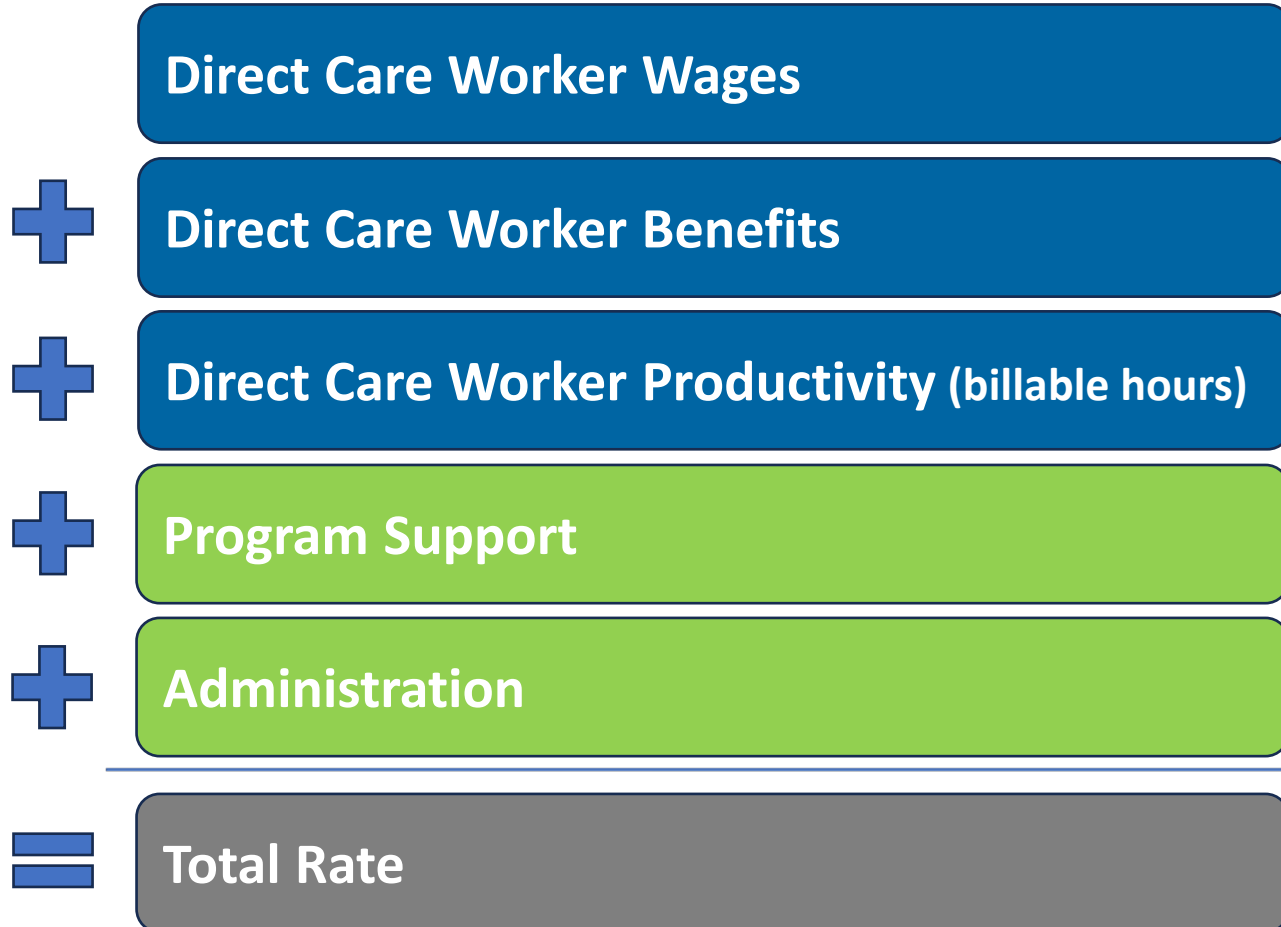 Direct Care Worker Wages
Direct Care Worker Benefits
Direct Care Worker Productivity (billable hours)
Program Support
Administration
Total Rate